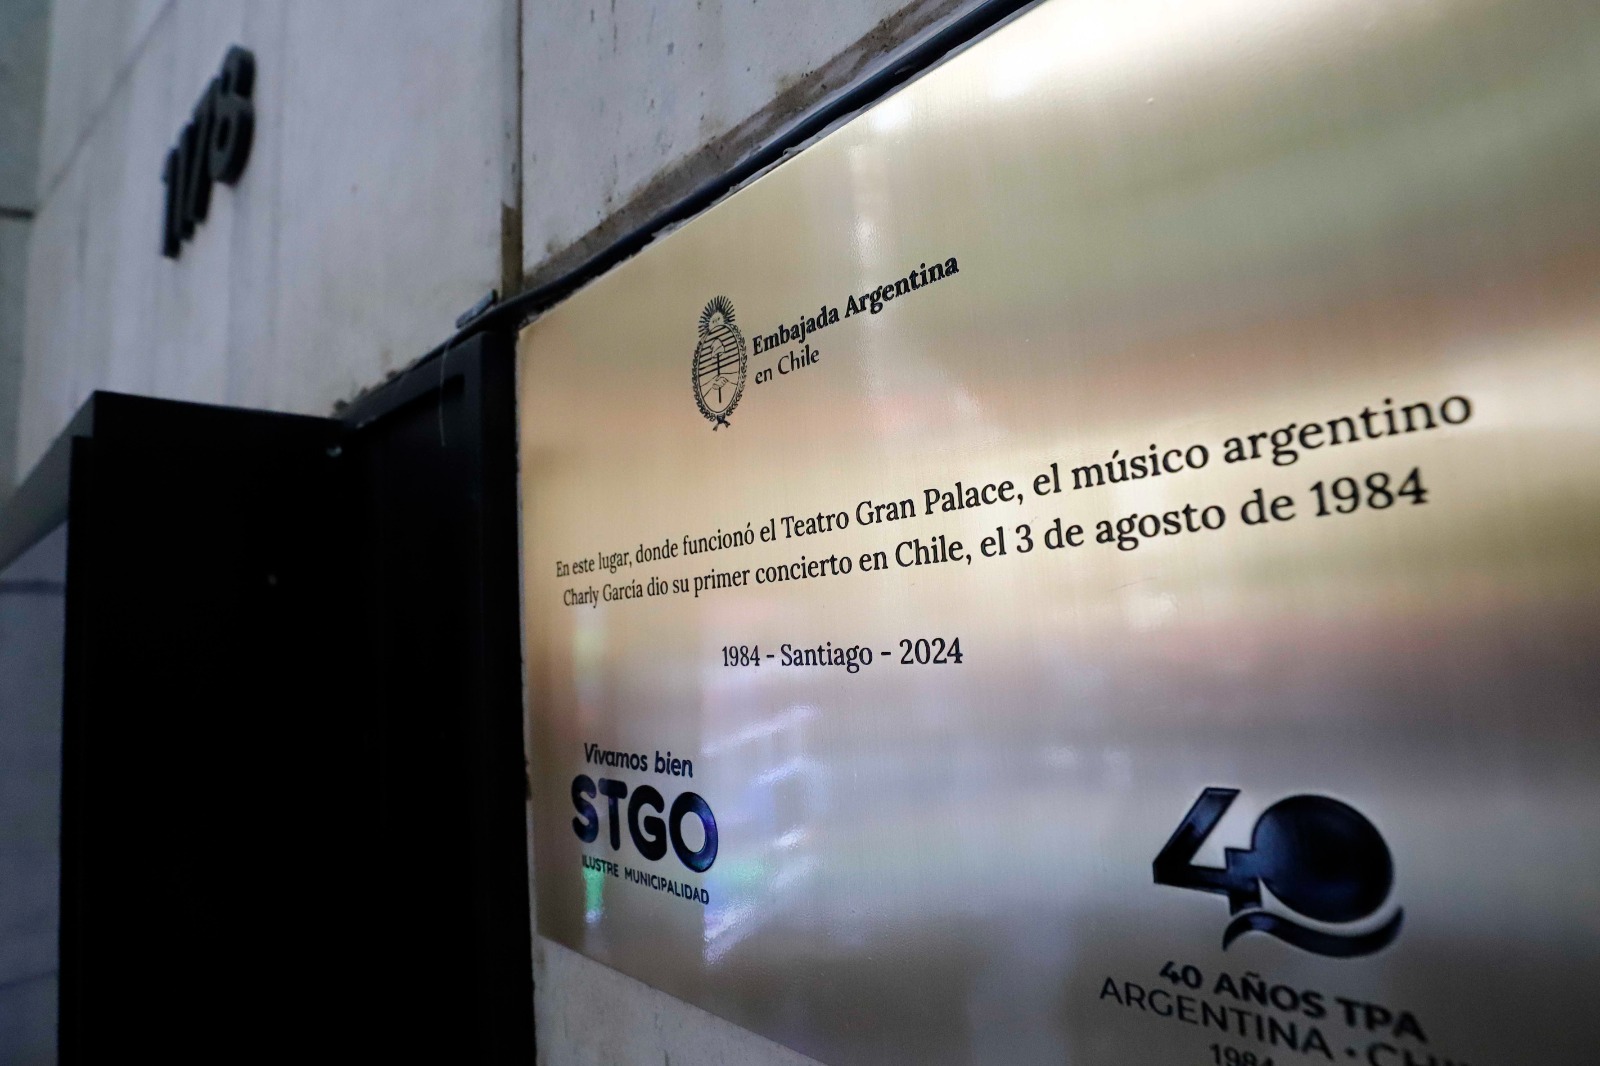 1178
Embajada Argentina
en Chile
En este lugar, donde funcionó el Teatro Gran Palace, el músico argentino
Charly García dio su primer concierto en Chile, el 3 de agosto de 1984
1984 - Santiago - 2024
Vivamos bien
STGO
ILUSTRE MUNICIPALIDAD
40
40 AÑOS TPA
ARGENTINA •
1984